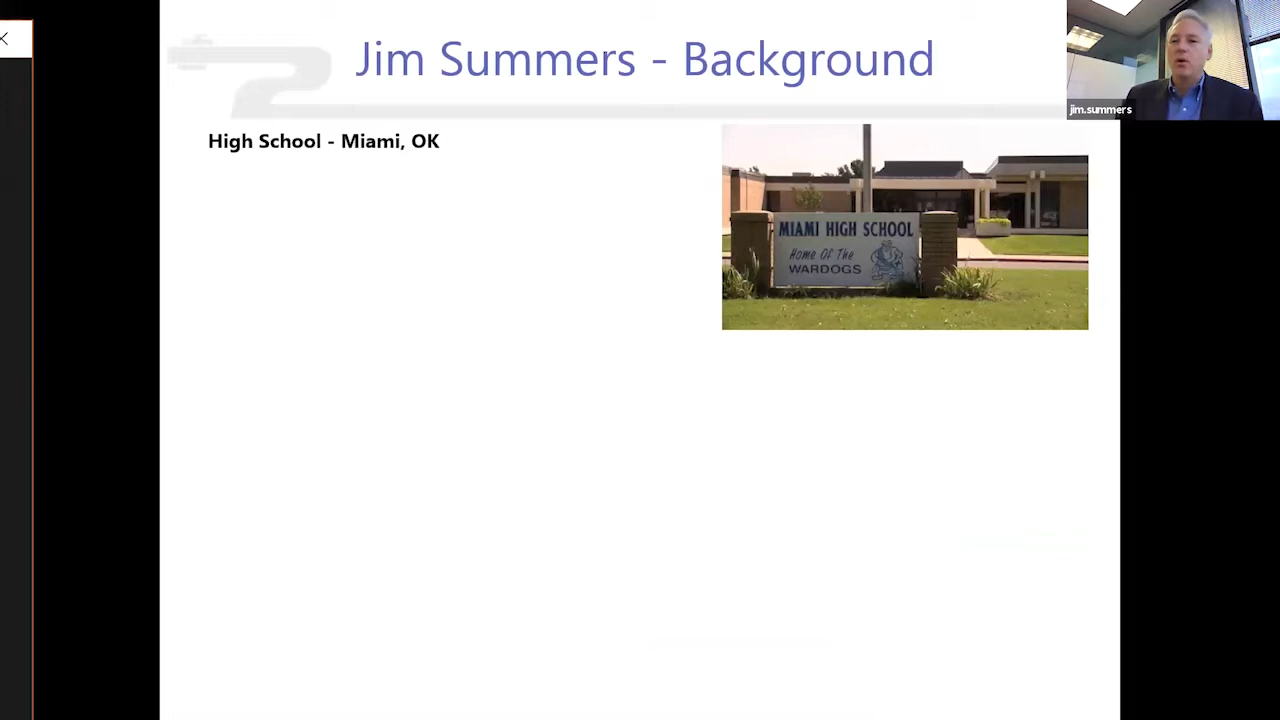 Jim Summers - Background
jim.summers
High School - Miami, OK
MIAMI HIGH SCHOOL
Home Of The
WARDOGS